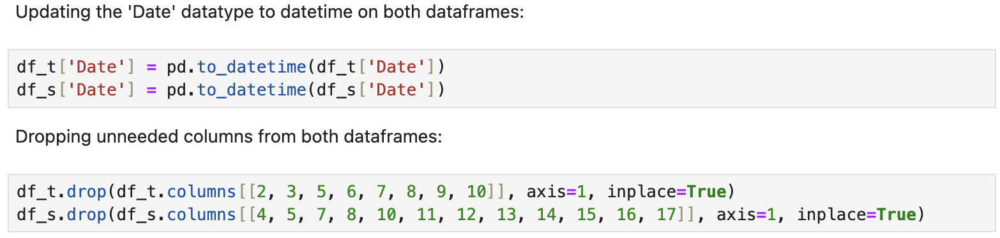 Updating the 'Date' datatype to datetime on both dataframes:
df_t['Date'] = pd.to_datetime(df_t['Date'])
df_s['Date'] = pd.to_datetime(df_s['Date'])
Dropping unneeded columns from both dataframes:
df_t.drop(df_t.columns[[2, 3, 5, 6, 7, 8, 9, 10]], axis=1, inplace=True)
df_s.drop(df_s.columns[[4, 5, 7, 8, 10, 11, 12, 13, 14, 15, 16, 17]], axis=1, inplace=True)